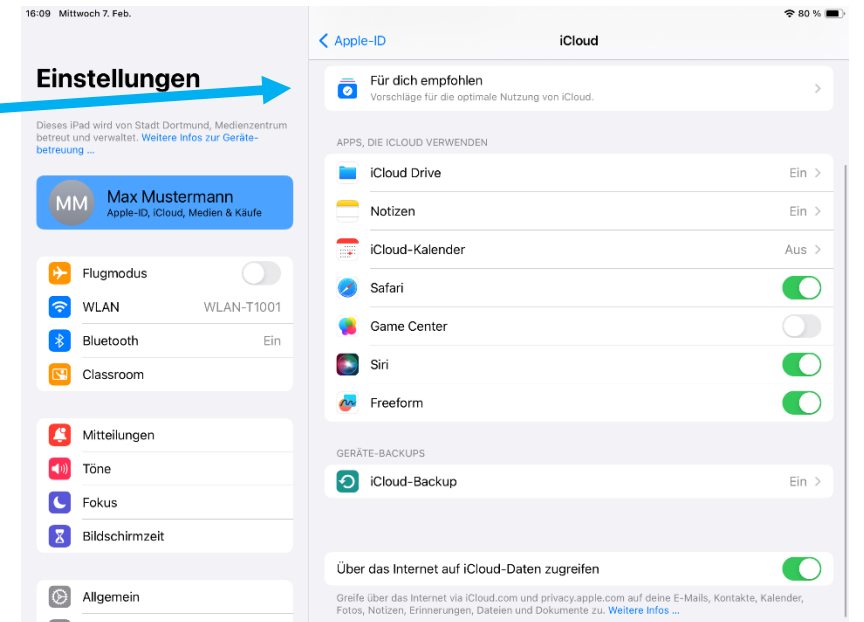 16:09 Mittwoch 7. Feb.
80 %
Einstellungen
Dieses iPad wird von Stadt Dortmund, Medienzentrum
betreut und verwaltet. Weitere Infos zur Geräte-
betreuung ...
MM
Max Mustermann
Apple-ID, iCloud, Medien & Käufe
Flugmodus
WLAN WLAN-T1001
Bluetooth Ein
Classroom
Mitteilungen
Töne
Fokus
Bildschirmzeit
Allgemein
Apple-ID
iCloud
Für dich empfohlen
Vorschläge für die optimale Nutzung von iCloud.
APPS, DIE ICLOUD VERWENDEN
iCloud Drive Ein
Notizen Ein
iCloud-Kalender Aus
Safari
Game Center
Siri
Freeform
GERÄTE-BACKUPS
iCloud-Backup Ein
Über das Internet auf iCloud-Daten zugreifen
Greife über das Internet via iCloud.com und privacy.apple.com auf deine E-Mails, Kontakte, Kalender,
Fotos, Notizen, Erinnerungen, Dateien und Dokumente zu. Weitere Infos ...